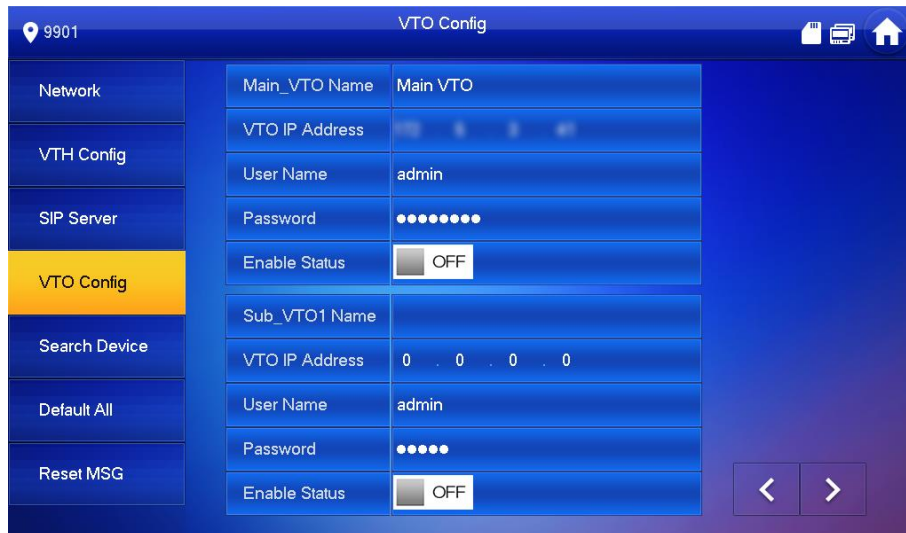 9901
VTO Config
Network
VTH Config
SIP Server
VTO Config
Search Device
Default All
Reset MSG
Main_VTO Name Main VTO
VTO IP Address
User Name admin
Password ●●●●●●●●
Enable Status OFF
Sub_VTO1 Name
VTO IP Address 0 . 0 . 0 . 0
User Name admin
Password ●●●●●
Enable Status OFF